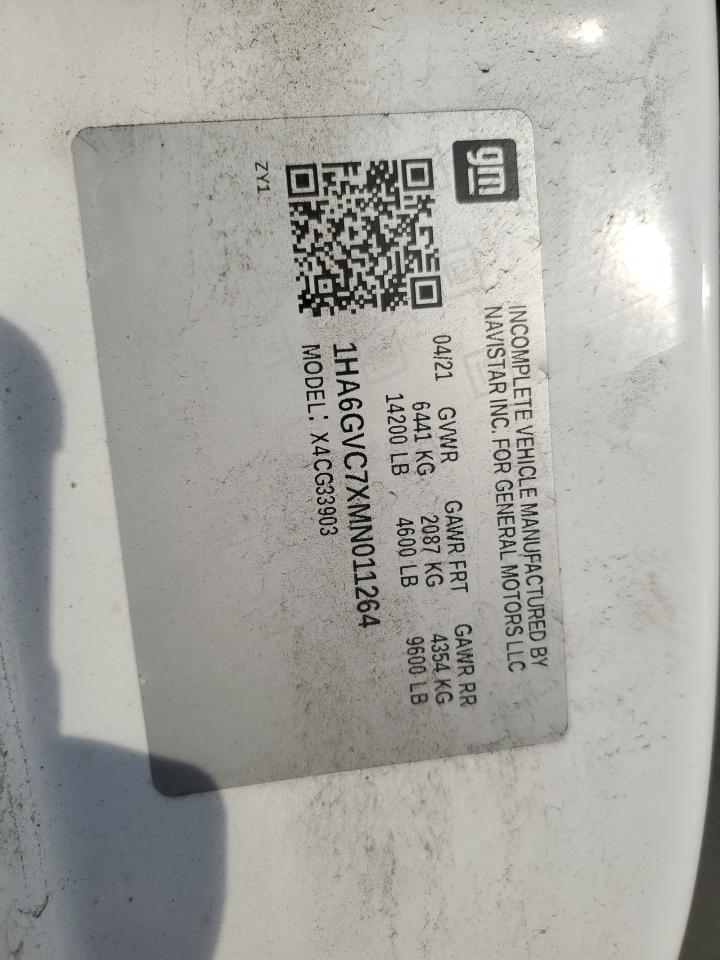 gm
INCOMPLETE VEHICLE MANUFACTURED BY
NAVISTAR INC. FOR GENERAL MOTORS LLC
04/21 GVWR GAWR FRT GAWR RR
6441 KG 2087 KG 4354 KG
14200 LB 4600 LB 9600 LB
1HA6GVC7XMN011264
MODEL: X4CG33903
ZY1